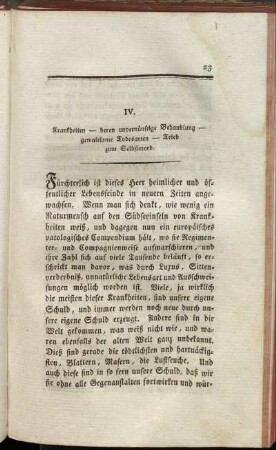 23
IV.
Krankheiten — deren unvernünftige Behandlung —
gewaltsame Todesarten — Trieb
zum Selbstmord.
Fürchterlich ist dieses Heer heimlicher und öf-
fentlicher Lebensfeinde in neuern Zeiten ange-
wachsen. Wenn man sich denkt, wie wenig ein
Naturmensch auf den Südseeinseln von Krank-
heiten weiß, und dagegen nun ein europäisches
pathologisches Compendium hält, wo sie Regimen-
ter- und Compagnienweise aufmarschieren, und
ihre Zahl sich auf viele Tausende beläuft, so er-
schrickt man davor, was durch Luxus, Sitten-
verderbniß, unnatürliche Lebensart und Ausschwei-
fungen möglich worden ist. Viele, ja wirklich
die meisten dieser Krankheiten, sind unsere eigene
Schuld, und immer werden noch neue durch un-
sere eigene Schuld erzeugt. Andere sind in die
Welt gekommen, man weiß nicht wie, und wa-
ren ebenfalls der alten Welt ganz unbekannt.
Dieß sind gerade die tödtlichsten und hartnäckig-
sten, Blattern, Masern, die Lustseuche. Und
auch diese sind in so fern unsre Schuld, daß wir
sie ohne alle Gegenanstalten fortwirken und wür-